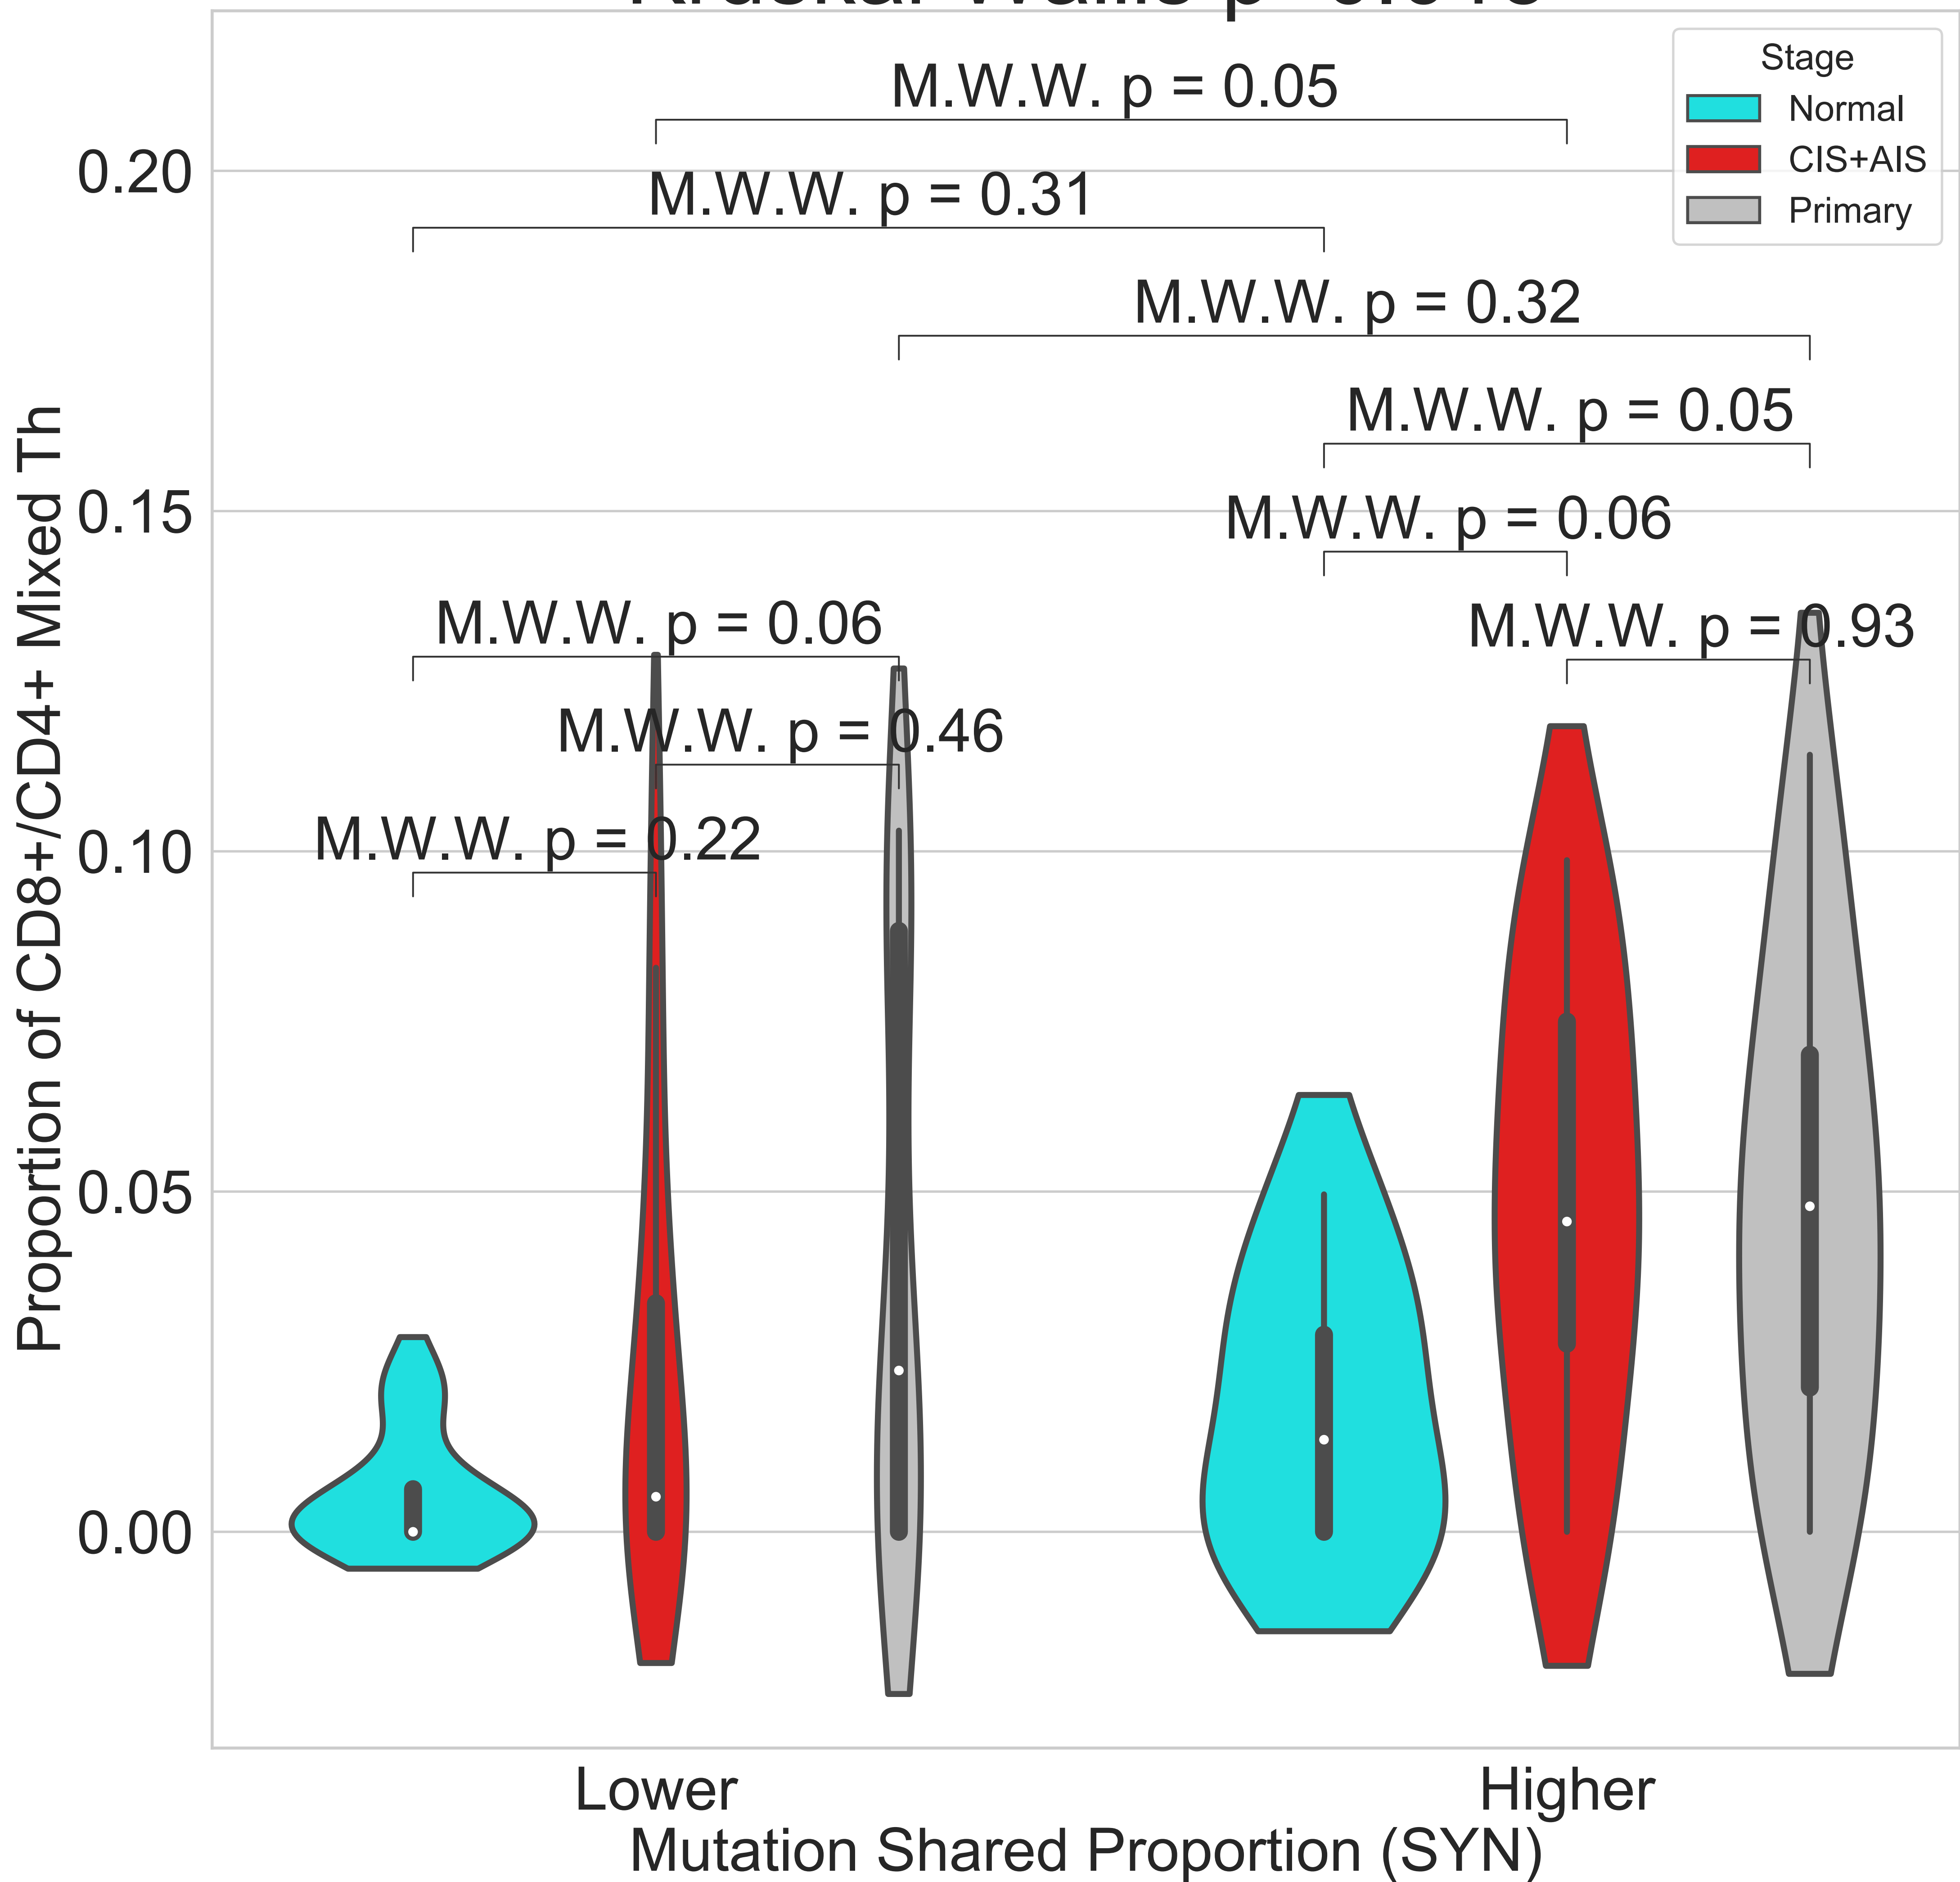 M.W.W. p = 0.05
M.W.W. p = 0.31
M.W.W. p = 0.32
M.W.W. p = 0.05
M.W.W. p = 0.06
M.W.W. p = 0.93
M.W.W. p = 0.06
M.W.W. p = 0.46
M.W.W. p = 0.22
Stage
Normal
CIS+AIS
Primary
Proportion of CD8+/CD4+ Mixed Th
0.20
0.15
0.10
0.05
0.00
Lower
Higher
Mutation Shared Proportion (SYN)